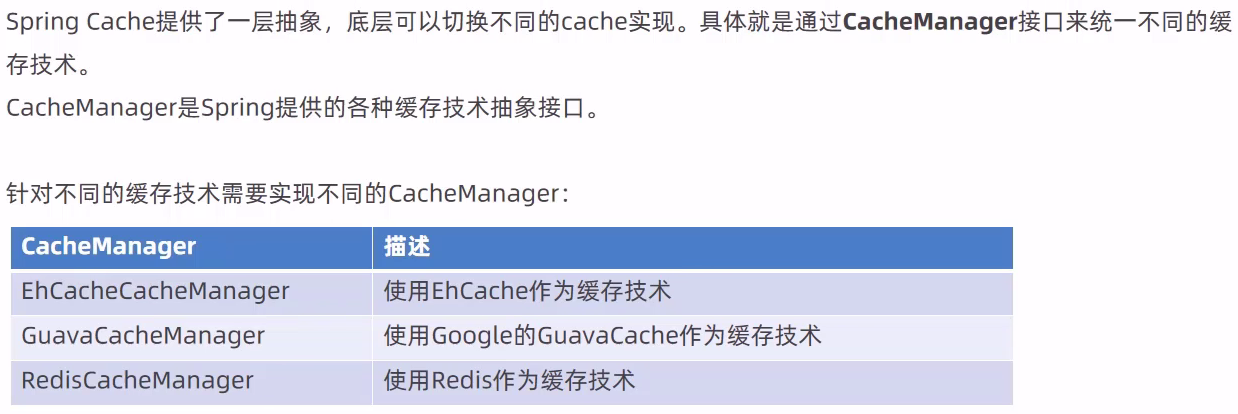 Spring Cache提供了一层抽象，底层可以切换不同的cache实现。具体就是通过CacheManager接口来统一不同的缓
存技术。
CacheManager是Spring提供的各种缓存技术抽象接口。
针对不同的缓存技术需要实现不同的CacheManager：
CacheManager 描述
EhCacheCacheManager 使用EhCache作为缓存技术
GuavaCacheManager 使用Google的GuavaCache作为缓存技术
RedisCacheManager 使用Redis作为缓存技术